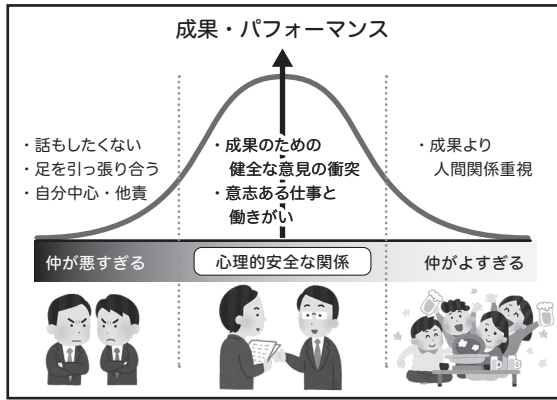 成果・パフォーマンス
・話もしたくない
・足を引っ張り合う
・自分中心・他責
・成果のための
健全な意見の衝突
・意志ある仕事と
働きがい
・成果より
人間関係重視
仲が悪すぎる
心理的安全な関係
仲がよすぎる